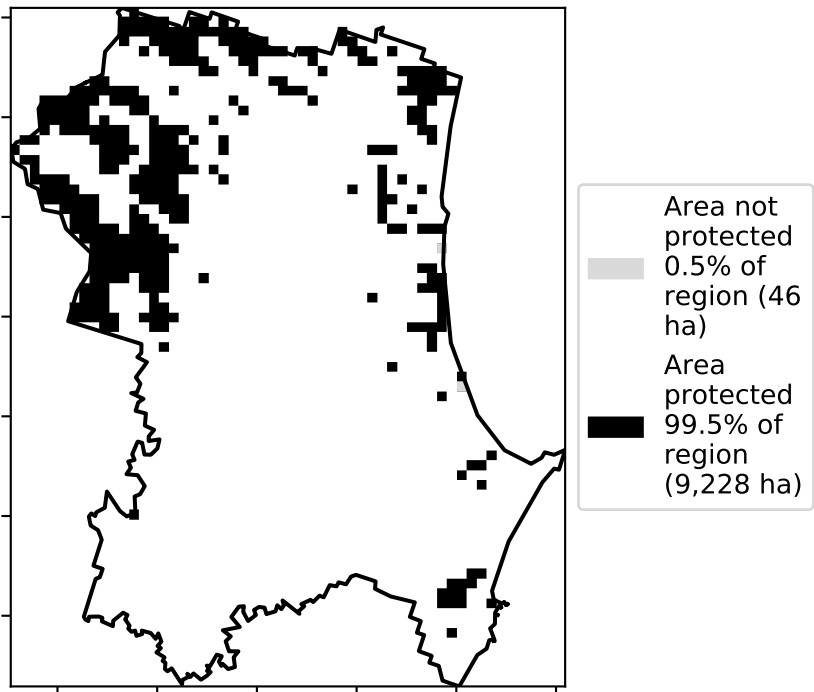 Area not
protected
0.5% of
region (46
ha)
Area
protected
99.5% of
region
(9,228 ha)